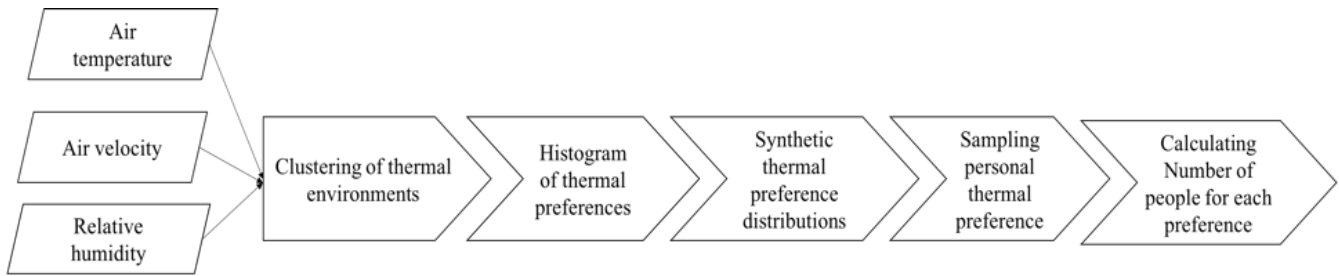 Air
temperature
Air velocity
Relative
humidity
Clustering of thermal
environments
Histogram
of thermal
preferences
Synthetic
thermal
preference
distributions
Sampling
personal
thermal
preference
Calculating
Number of
people for each
preference